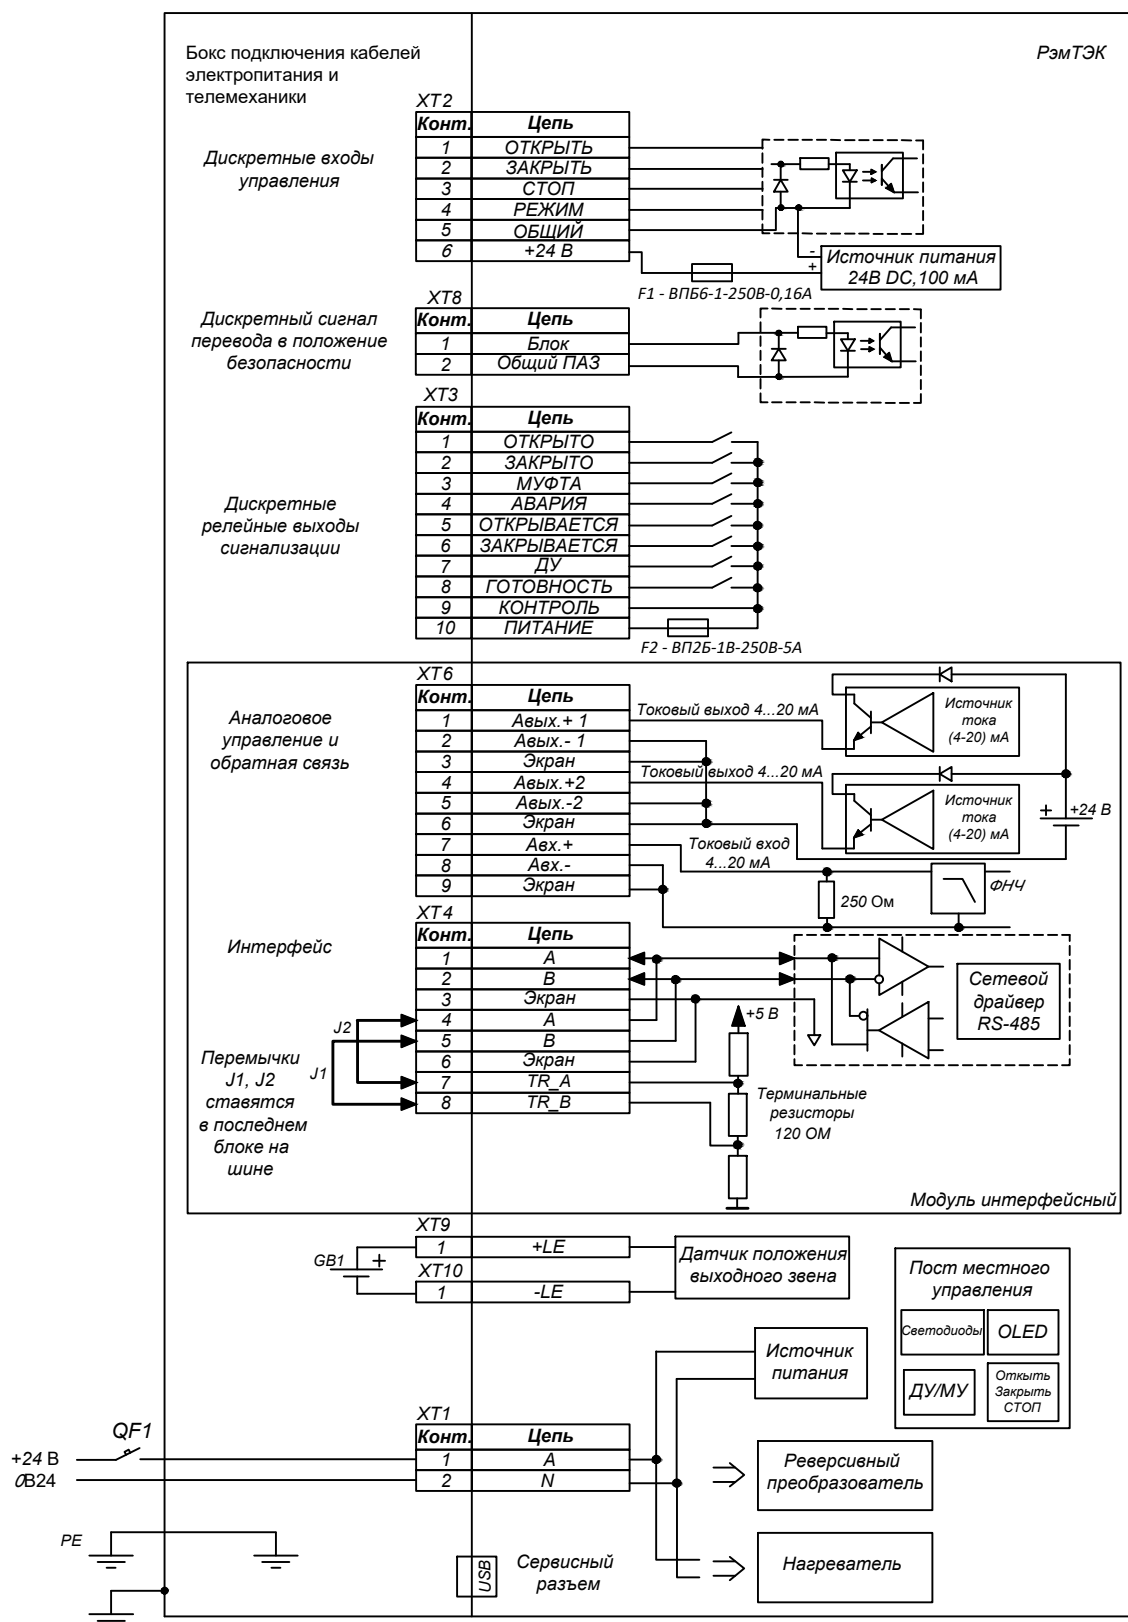 Бокс подключения кабелей
электропитания и
телемеханики
РэмТЭК
XT2
Конт. Цепь
Дискретные входы
управления
1 ОТКРЫТЬ
2 ЗАКРЫТЬ
3 СТОП
4 РЕЖИМ
5 ОБЩИЙ
6 +24 В
-
+
Источник питания
24В DC,100 мА
F1 - ВПБ6-1-250В-0,16А
XT8
Конт. Цепь
Дискретный сигнал
перевода в положение
безопасности
1 Блок
2 Общий ПАЗ
XT3
Конт. Цепь
Дискретные
релейные выходы
сигнализации
1 ОТКРЫТО
2 ЗАКРЫТО
3 МУФТА
4 АВАРИЯ
5 ОТКРЫВАЕТСЯ
6 ЗАКРЫВАЕТСЯ
7 ДУ
8 ГОТОВНОСТЬ
9 КОНТРОЛЬ
10 ПИТАНИЕ
F2 - ВП2Б-1В-250В-5А
XT6
Конт. Цепь
Аналоговое
управление и
обратная связь
1 Авых.+ 1
2 Авых.- 1
3 Экран
4 Авых.+2
5 Авых.-2
6 Экран
7 Авх.+
8 Авх.-
9 Экран
Токовый выход 4...20 мА
Источник
тока
(4-20) мА
Токовый выход 4...20 мА
Источник
тока
(4-20) мА
+ +24 В
Токовый вход
4...20 мА
250 Ом
ФНЧ
XT4
Конт. Цепь
Интерфейс
1 A
2 B
3 Экран
4 A
5 B
6 Экран
7 TR_A
8 TR_B
J2
J1
Перемычки
J1, J2
ставятся
в последнем
блоке на
шине
+5 В
Терминальные
резисторы
120 ОМ
Сетевой
драйвер
RS-485
Модуль интерфейсный
XT9
1 +LE
XT10
1 -LE
GB1 +
Датчик положения
выходного звена
Пост местного
управления
Светодиоды
OLED
ДУ/МУ
Откыть
Закрыть
СТОП
Источник
питания
XT1
Конт. Цепь
1 A
2 N
QF1
+24 В
0В24
Реверсивный
преобразователь
PE
USB
Сервисный
разъем
Нагреватель